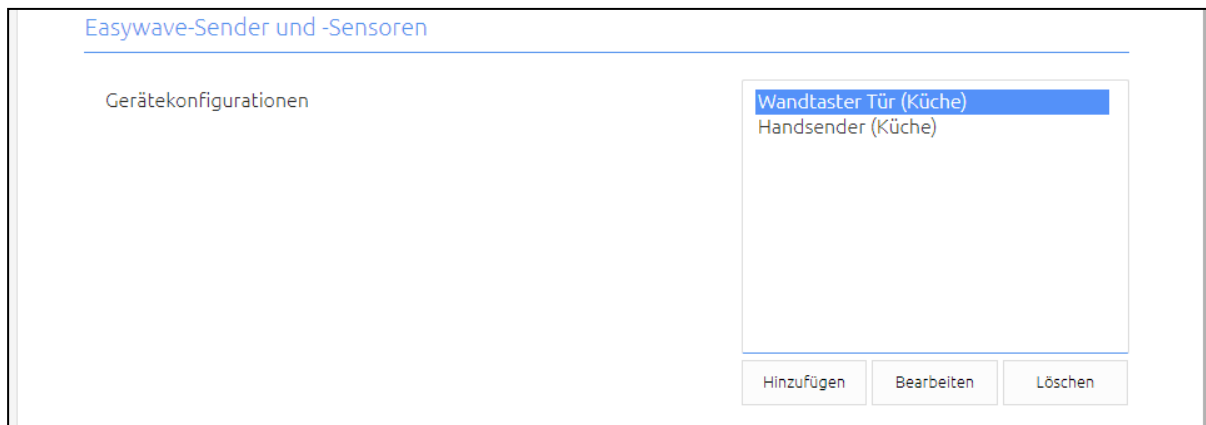 Easywave-Sender und -Sensoren
Gerätekonfigurationen
Wandtaster Tür (Küche)
Handsender (Küche)
Hinzufügen
Bearbeiten
Löschen